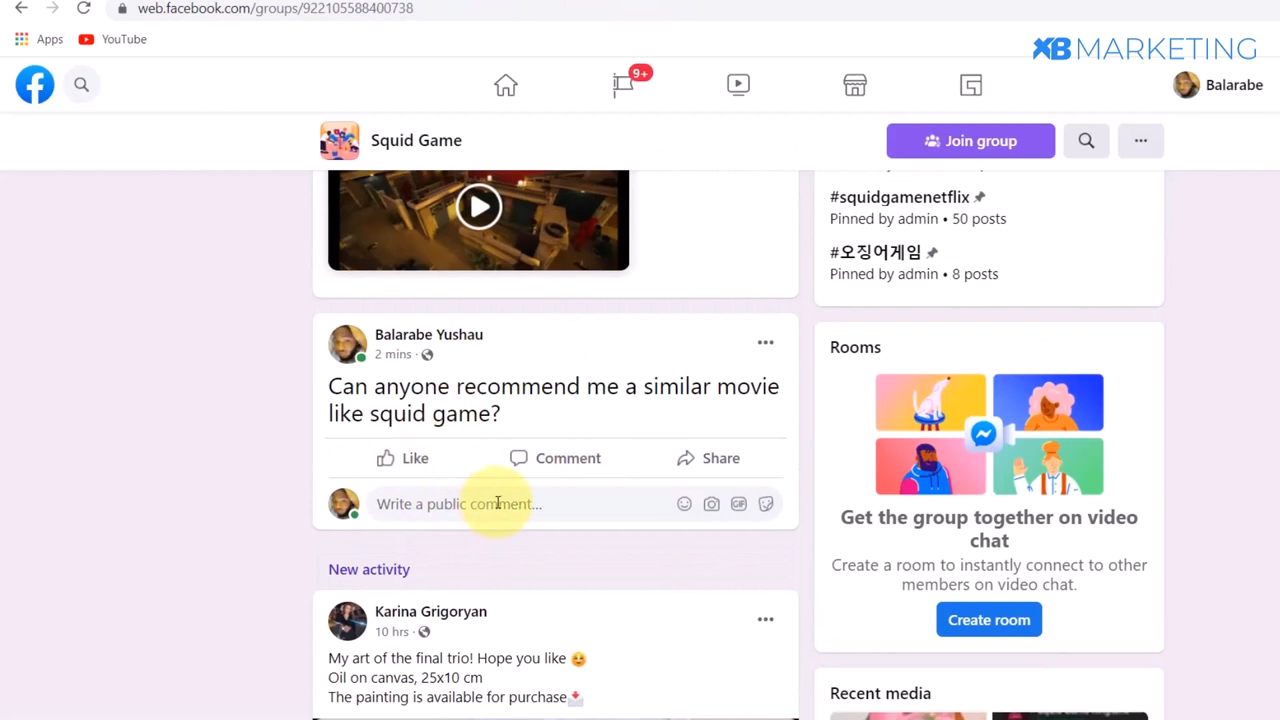 web.facebook.com/groups/922105588400738
Apps
YouTube
XB MARKETING
9+
Balarabe
Squid Game
Join group
#squidgamenetflix
Pinned by admin • 50 posts
#오징어게임
Pinned by admin • 8 posts
Balarabe Yushau
2 mins ·
Can anyone recommend me a similar movie
like squid game?
Like
Comment
Share
Write a public comment...
GIF
New activity
Karina Grigoryan
10 hrs ·
My art of the final trio! Hope you like 😊
Oil on canvas, 25x10 cm
The painting is available for purchase📩
Rooms
Get the group together on video
chat
Create a room to instantly connect to other
members on video chat.
Create room
Recent media